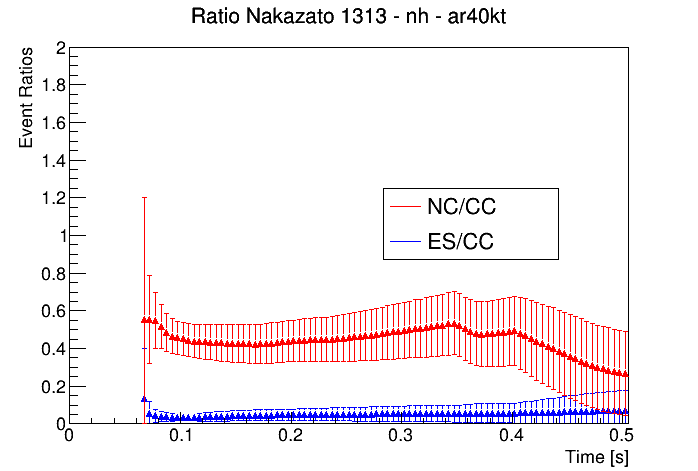 Ratio Nakazato 1313 - nh - ar40kt
Event Ratios
2
1.8
1.6
1.4
1.2
1
0.8
0.6
0.4
0.2
0
NC/CC
ES/CC
0 0.1 0.2 0.3 0.4 0.5
Time [s]